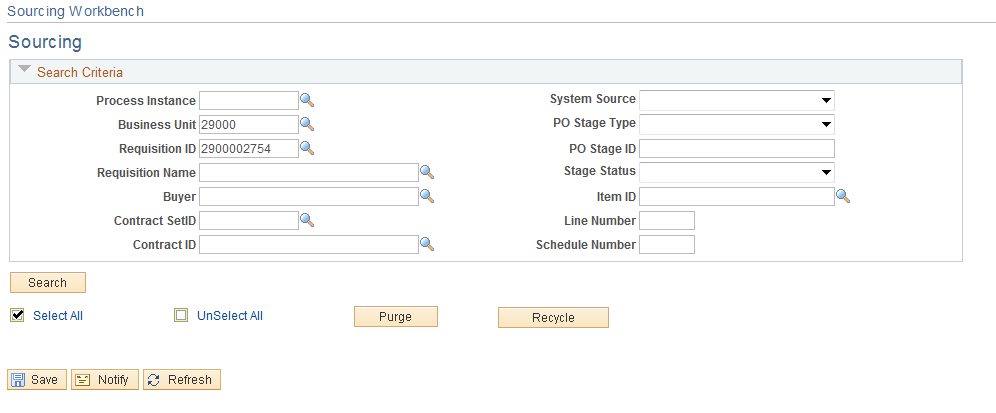 Sourcing Workbench
Sourcing
Search Criteria
Process Instance
System Source
Business Unit 29000
PO Stage Type
Requisition ID 2900002754
PO Stage ID
Requisition Name
Stage Status
Buyer
Item ID
Contract SetID
Line Number
Contract ID
Schedule Number
Search
Select All UnSelect All Purge Recycle
Save Notify Refresh